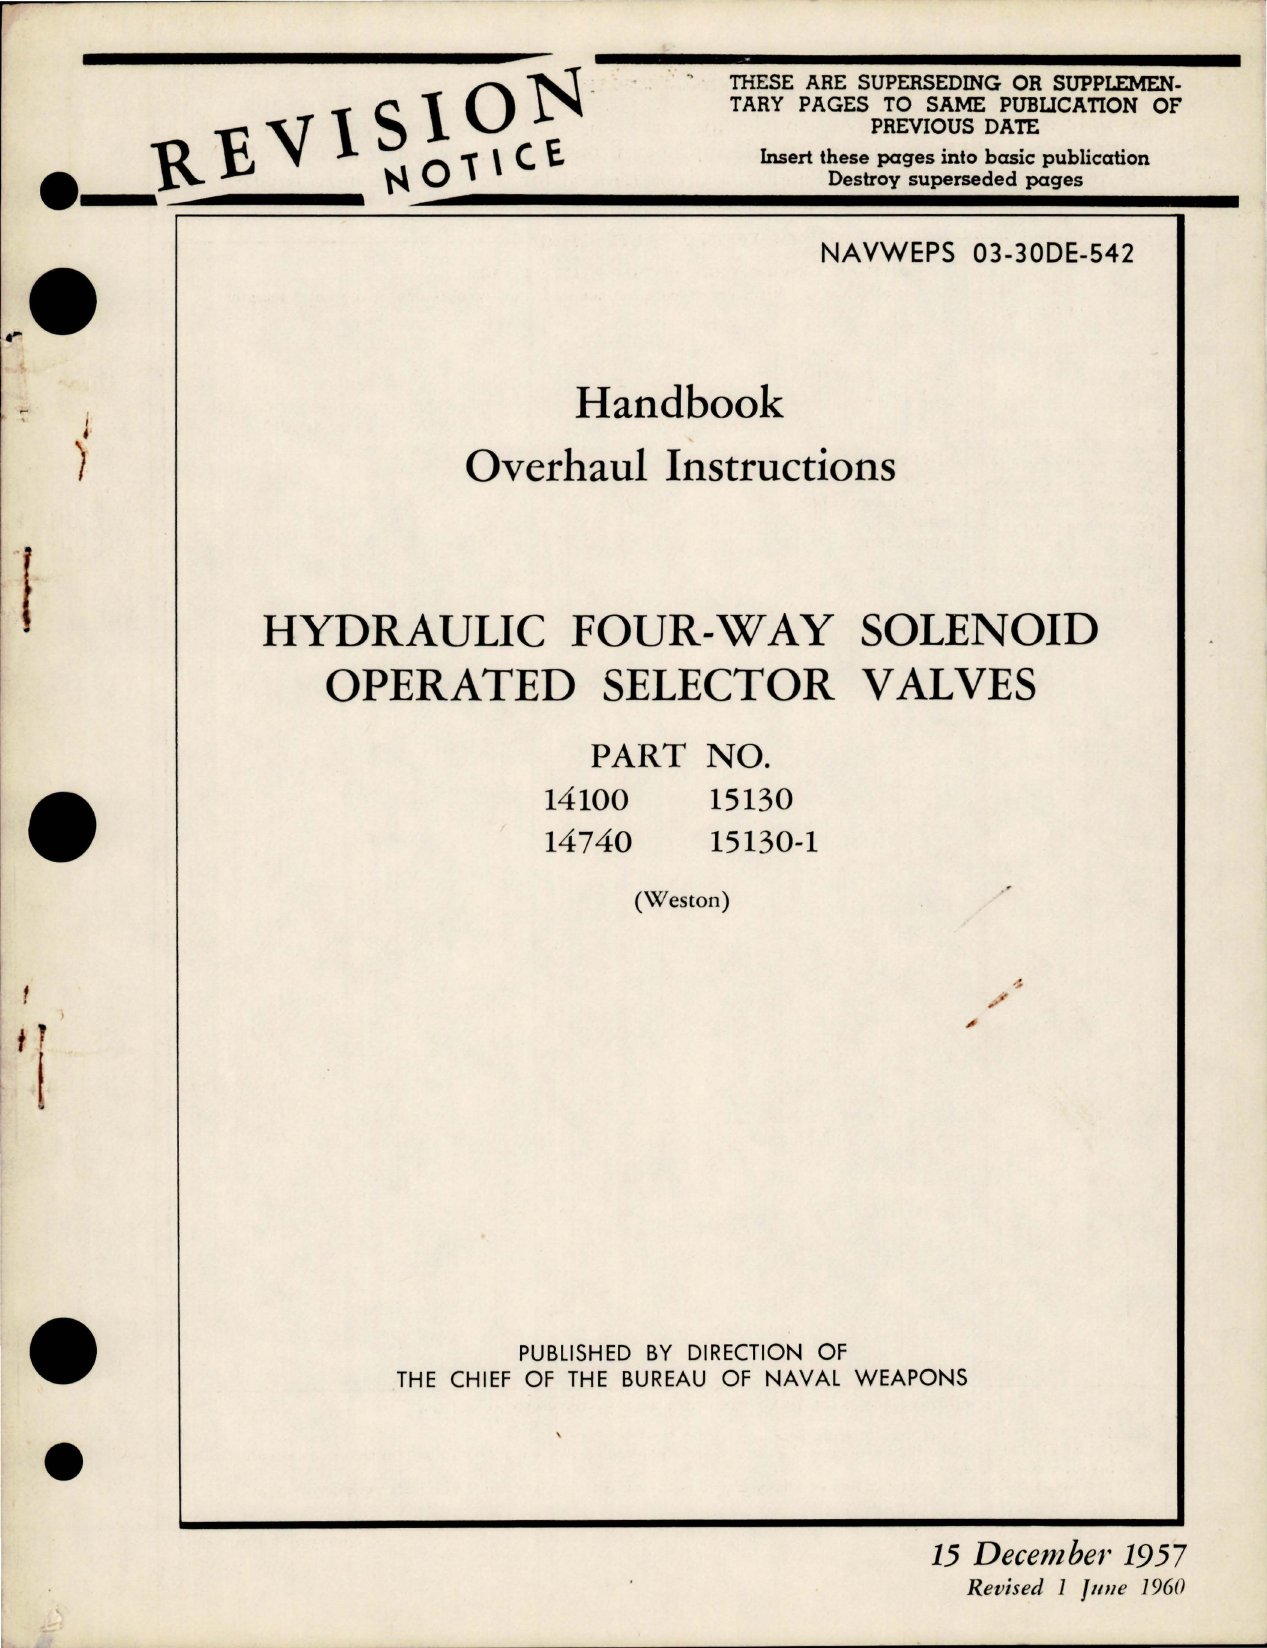 REVISION
NOTICE
THESE ARE SUPERSEDING OR SUPPLEMEN-
TARY PAGES TO SAME PUBLICATION OF
PREVIOUS DATE
Insert these pages into basic publication
Destroy superseded pages
NAVWEPS 03-30DE-542
Handbook
Overhaul Instructions
HYDRAULIC FOUR-WAY SOLENOID
OPERATED SELECTOR VALVES
PART NO.
14100 15130
14740 15130-1
(Weston)
PUBLISHED BY DIRECTION OF
THE CHIEF OF THE BUREAU OF NAVAL WEAPONS
15 December 1957
Revised 1 June 1960